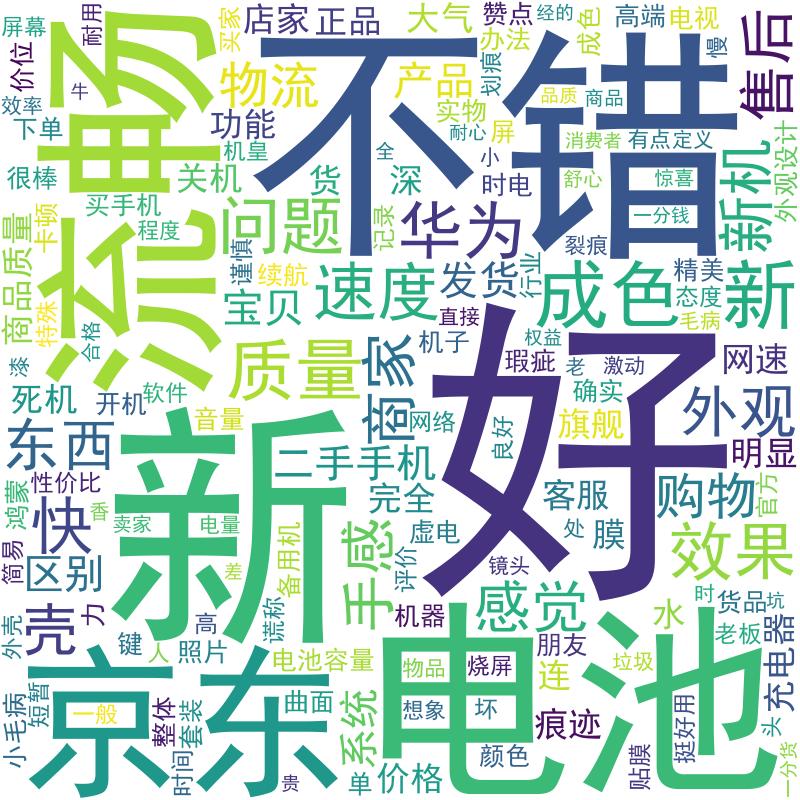 屏幕
耐用
买家
店家
正品
大气
赞点
经的
高端
电视
价位
牛
物流
产品
划痕
办法
成色
慢
售后
畅
不错
效率
下单
功能
实物
屏
品质
商品
机皇
耐心
消费者
有点定义
很棒
关机
货
全
深
小
时电
舒心
惊喜
新机
外观设计
买手机
程度
问题
记录
华为
一分钱
商品质量
卡顿
流
谨慎
续航
速度
发货
行业
裂痕
成色
精美
态度
新
特殊
合格
宝贝
直接
权益
毛病
漆
质量
商家
机子
瑕疵
老
激动
网速
死机
开机
软件
音量
网络
良好
好
确实
旗舰
外观
东西
新
二手手机
明显
性价比
完全
客服
购物
官方
鸿蒙
快
香
卖家
电量
备用机
手感
虚电
处
膜
效果
简易
区别
差
评价
镜头
感觉
外壳
壳
力
键
高
谎称
机器
电池
水
时
货品
坑
人
照片
电池容量
物品
烧屏
朋友
连
垃圾
老板
充电器
小毛病
短暂
京东
一般
整体
套装
曲面
系统
想象
坏
痕迹
挺好用
头
时间
贵
单
价格
颜色
贴膜
一分货